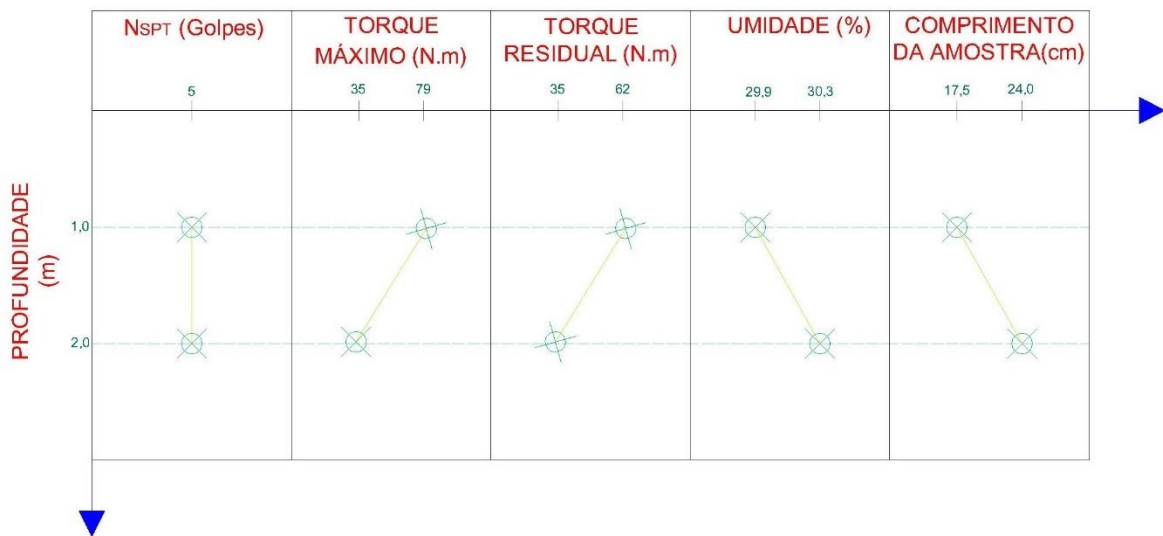 NSPT (Golpes)
TORQUE
MÁXIMO (N.m)
TORQUE
RESIDUAL (N.m)
UMIDADE (%)
COMPRIMENTO
DA AMOSTRA(cm)
5
35 79
35 62
29,9 30,3
17,5 24,0
PROFUNDIDADE
(m)
1,0
2,0